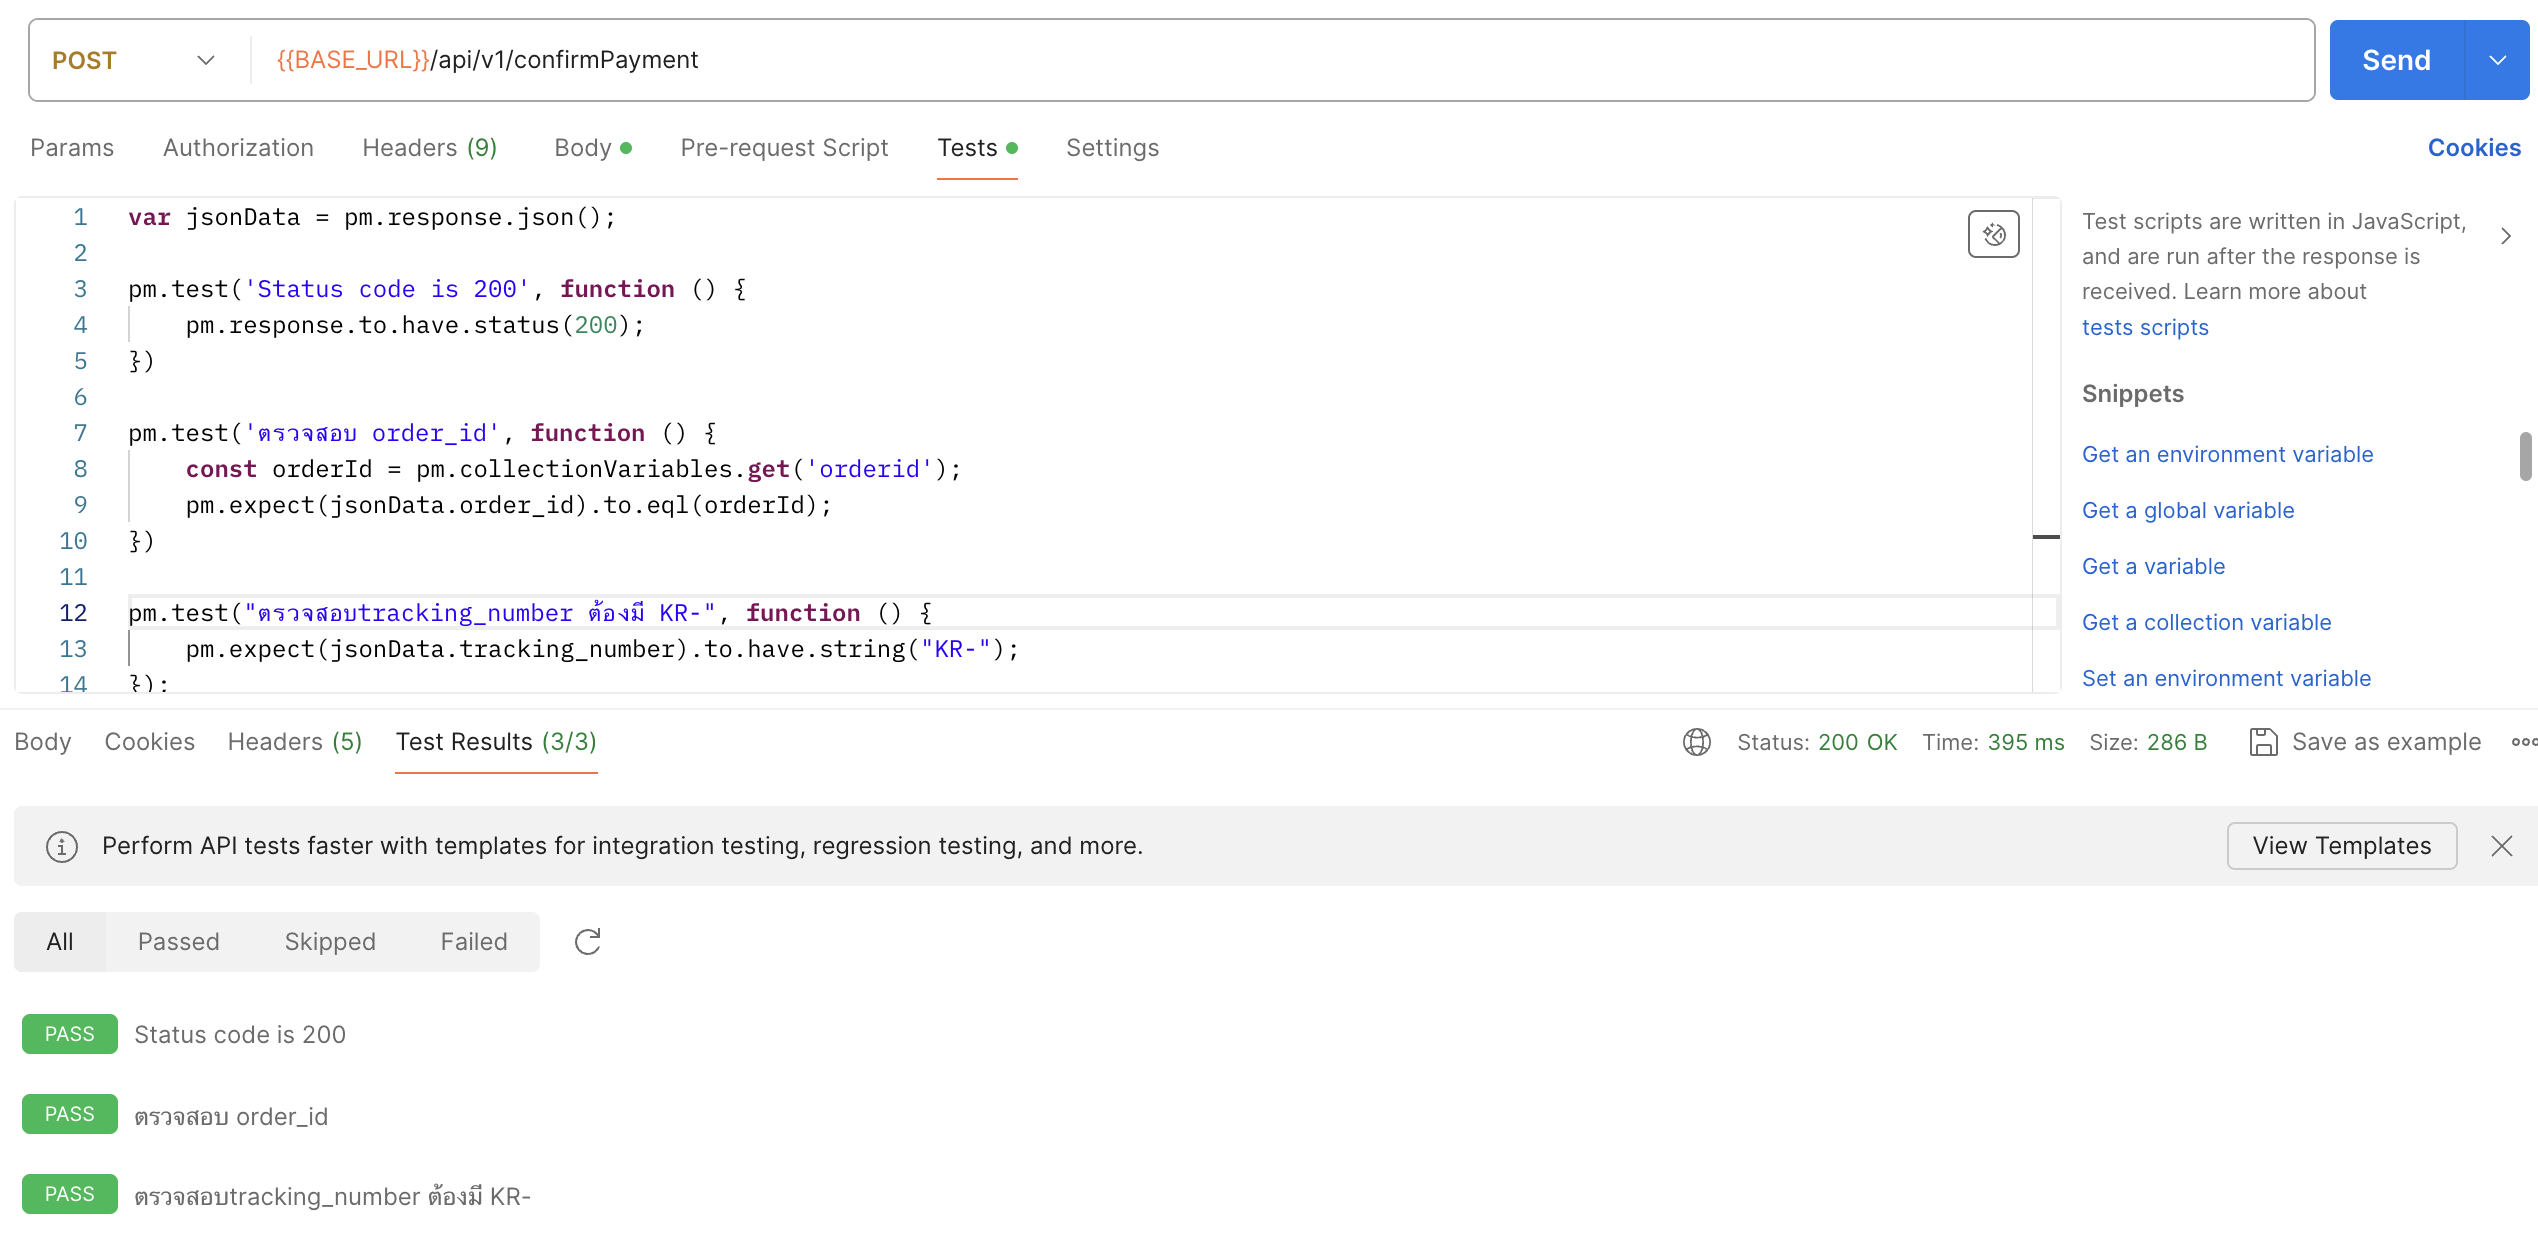 POST
{{BASE_URL}}/api/v1/confirmPayment
Send
Params
Authorization
Headers (9)
Body
Pre-request Script
Tests
Settings
Cookies
1 var jsonData = pm.response.json();
2
3 pm.test('Status code is 200', function () {
4 pm.response.to.have.status(200);
5 })
6
7 pm.test('ตรวจสอบ order_id', function () {
8 const orderId = pm.collectionVariables.get('orderid');
9 pm.expect(jsonData.order_id).to.eql(orderId);
10 })
11
12 pm.test("ตรวจสอบtracking_number ต้องมี KR-", function () {
13 pm.expect(jsonData.tracking_number).to.have.string("KR-");
14 });
Test scripts are written in JavaScript,
and are run after the response is
received. Learn more about
tests scripts
Snippets
Get an environment variable
Get a global variable
Get a variable
Get a collection variable
Set an environment variable
Body
Cookies
Headers (5)
Test Results (3/3)
Status: 200 OK
Time: 395 ms
Size: 286 B
Save as example
Perform API tests faster with templates for integration testing, regression testing, and more.
View Templates
All
Passed
Skipped
Failed
PASS Status code is 200
PASS ตรวจสอบ order_id
PASS ตรวจสอบtracking_number ต้องมี KR-